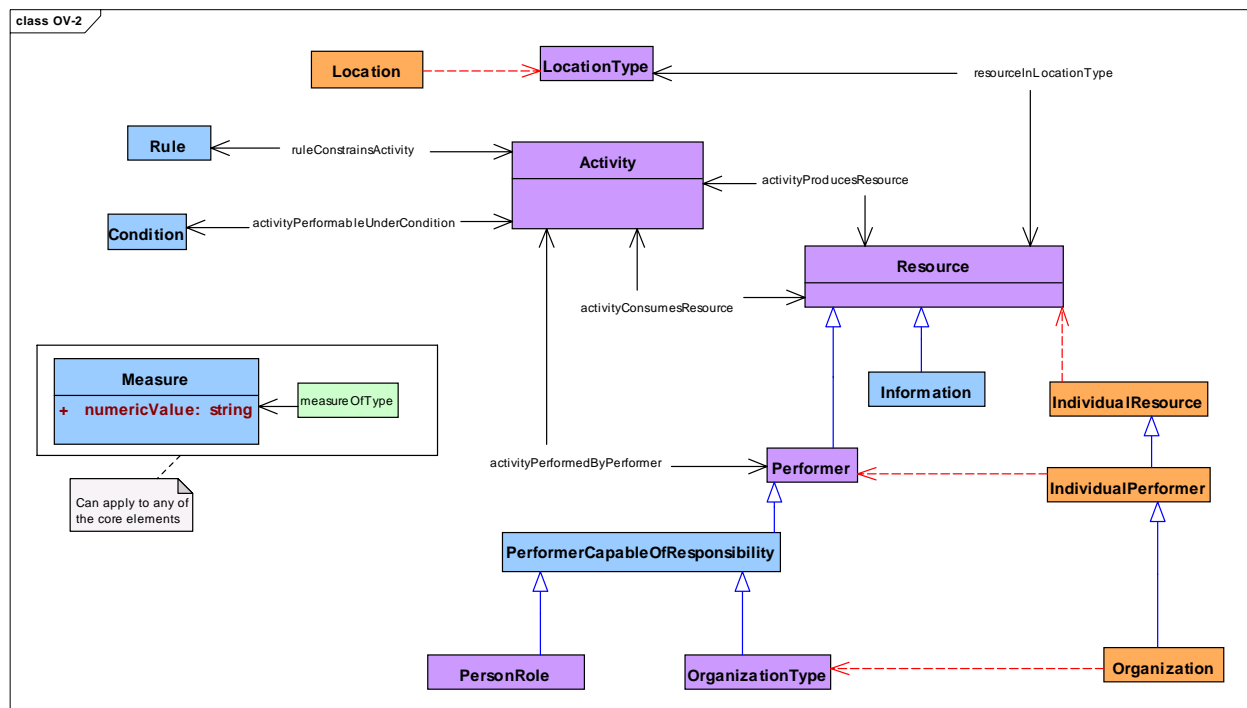 class OV-2
Location
LocationType
resourceInLocationType
Rule
ruleConstrainsActivity
Activity
activityProducesResource
Condition
activityPerformableUnderCondition
Resource
activityConsumesResource
Measure
+ numericValue: string
measureOfType
Information
IndividualResource
activityPerformedByPerformer
Performer
IndividualPerformer
Can apply to any of
the core elements
PerformerCapableOfResponsibility
PersonRole
OrganizationType
Organization